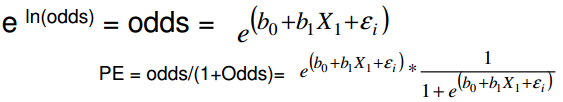 e ln(odds) = odds = e^(b₀+b₁X₁+εᵢ)
PE = odds/(1+Odds)= e^(b₀+b₁X₁+εᵢ) * 1/(1+e^(b₀+b₁X₁+εᵢ))